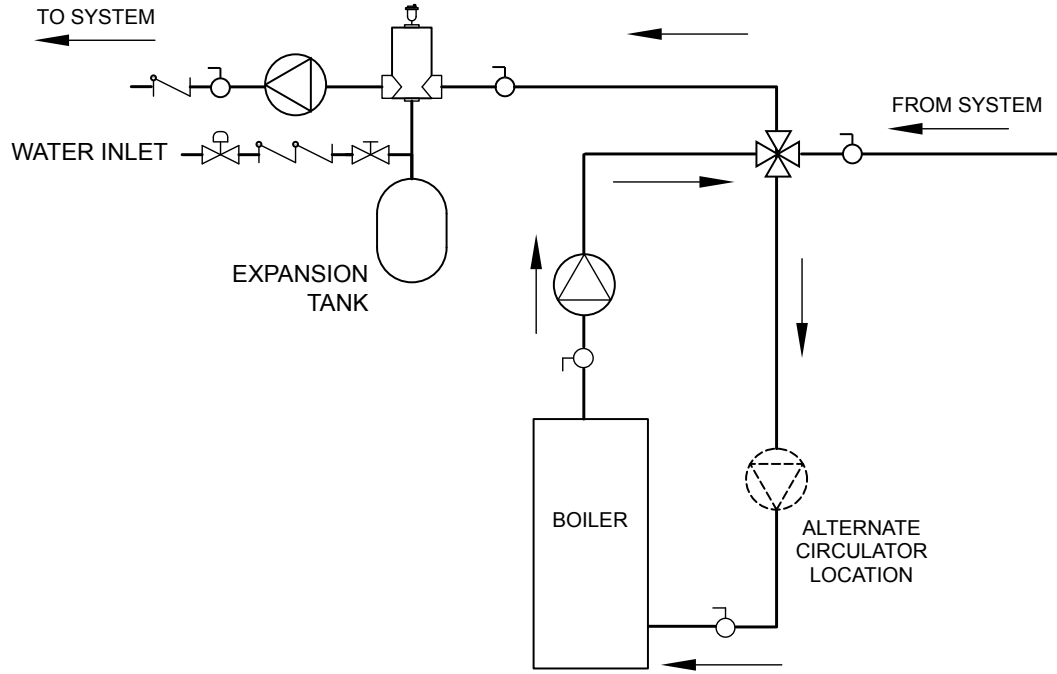 TO SYSTEM
FROM SYSTEM
WATER INLET
EXPANSION
TANK
BOILER
ALTERNATE
CIRCULATOR
LOCATION